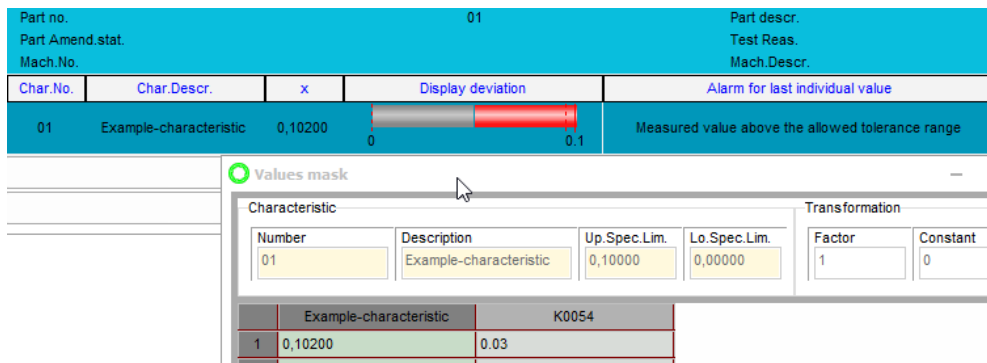 Part no. 01 Part descr.
Part Amend.stat. Test Reas.
Mach.No. Mach.Descr.
Char.No. Char.Descr. x Display deviation Alarm for last individual value
01 Example-characteristic 0,10200 Measured value above the allowed tolerance range
0 0.1
Values mask
Characteristic Transformation
Number Description Up.Spec.Lim. Lo.Spec.Lim. Factor Constant
01 Example-characteristic 0,10000 0,00000 1 0
Example-characteristic K0054
1 0,10200 0.03